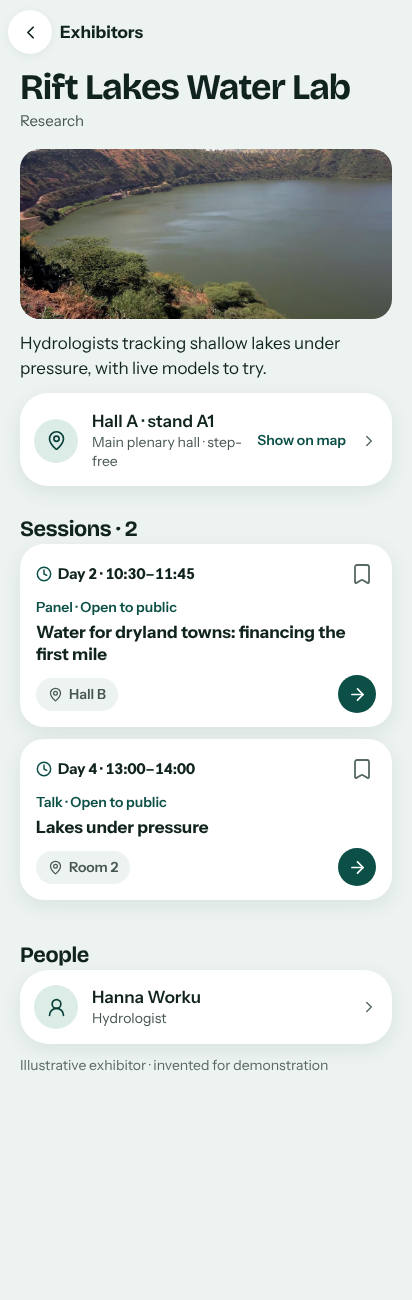 Exhibitors
Rift Lakes Water Lab
Research
Hydrologists tracking shallow lakes under
pressure, with live models to try.
Hall A · stand A1
Main plenary hall · step-
free
Show on map
Sessions · 2
Day 2 · 10:30–11:45
Panel · Open to public
Water for dryland towns: financing the
first mile
Hall B
Day 4 · 13:00–14:00
Talk · Open to public
Lakes under pressure
Room 2
People
Hanna Worku
Hydrologist
Illustrative exhibitor · invented for demonstration